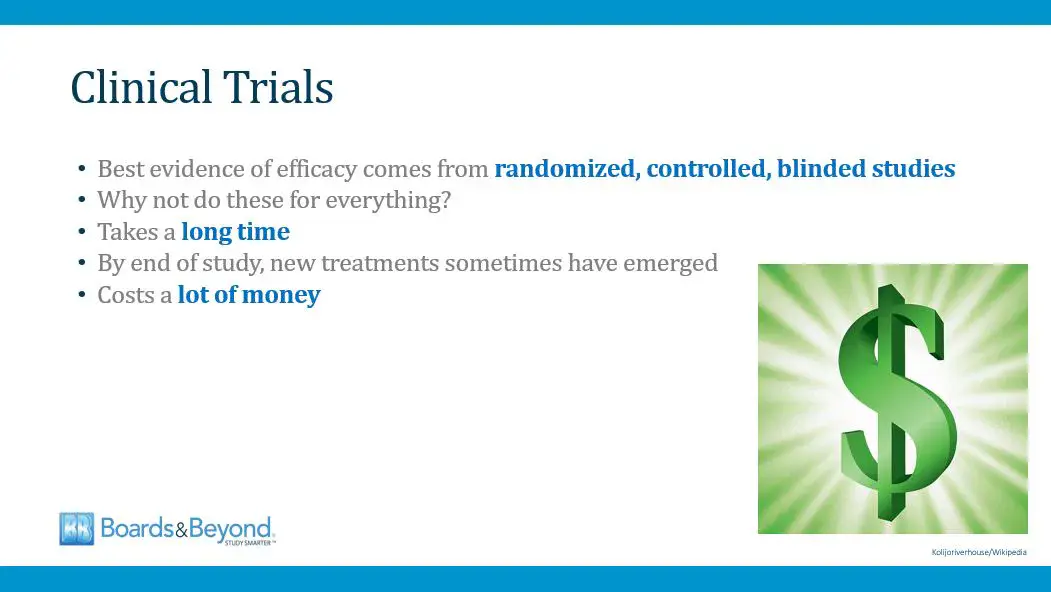 Clinical Trials
• Best evidence of efficacy comes from randomized, controlled, blinded studies
• Why not do these for everything?
• Takes a long time
• By end of study, new treatments sometimes have emerged
• Costs a lot of money
BB Boards&Beyond.
STUDY SMARTER™
Kolijoriverhouse/Wikipedia